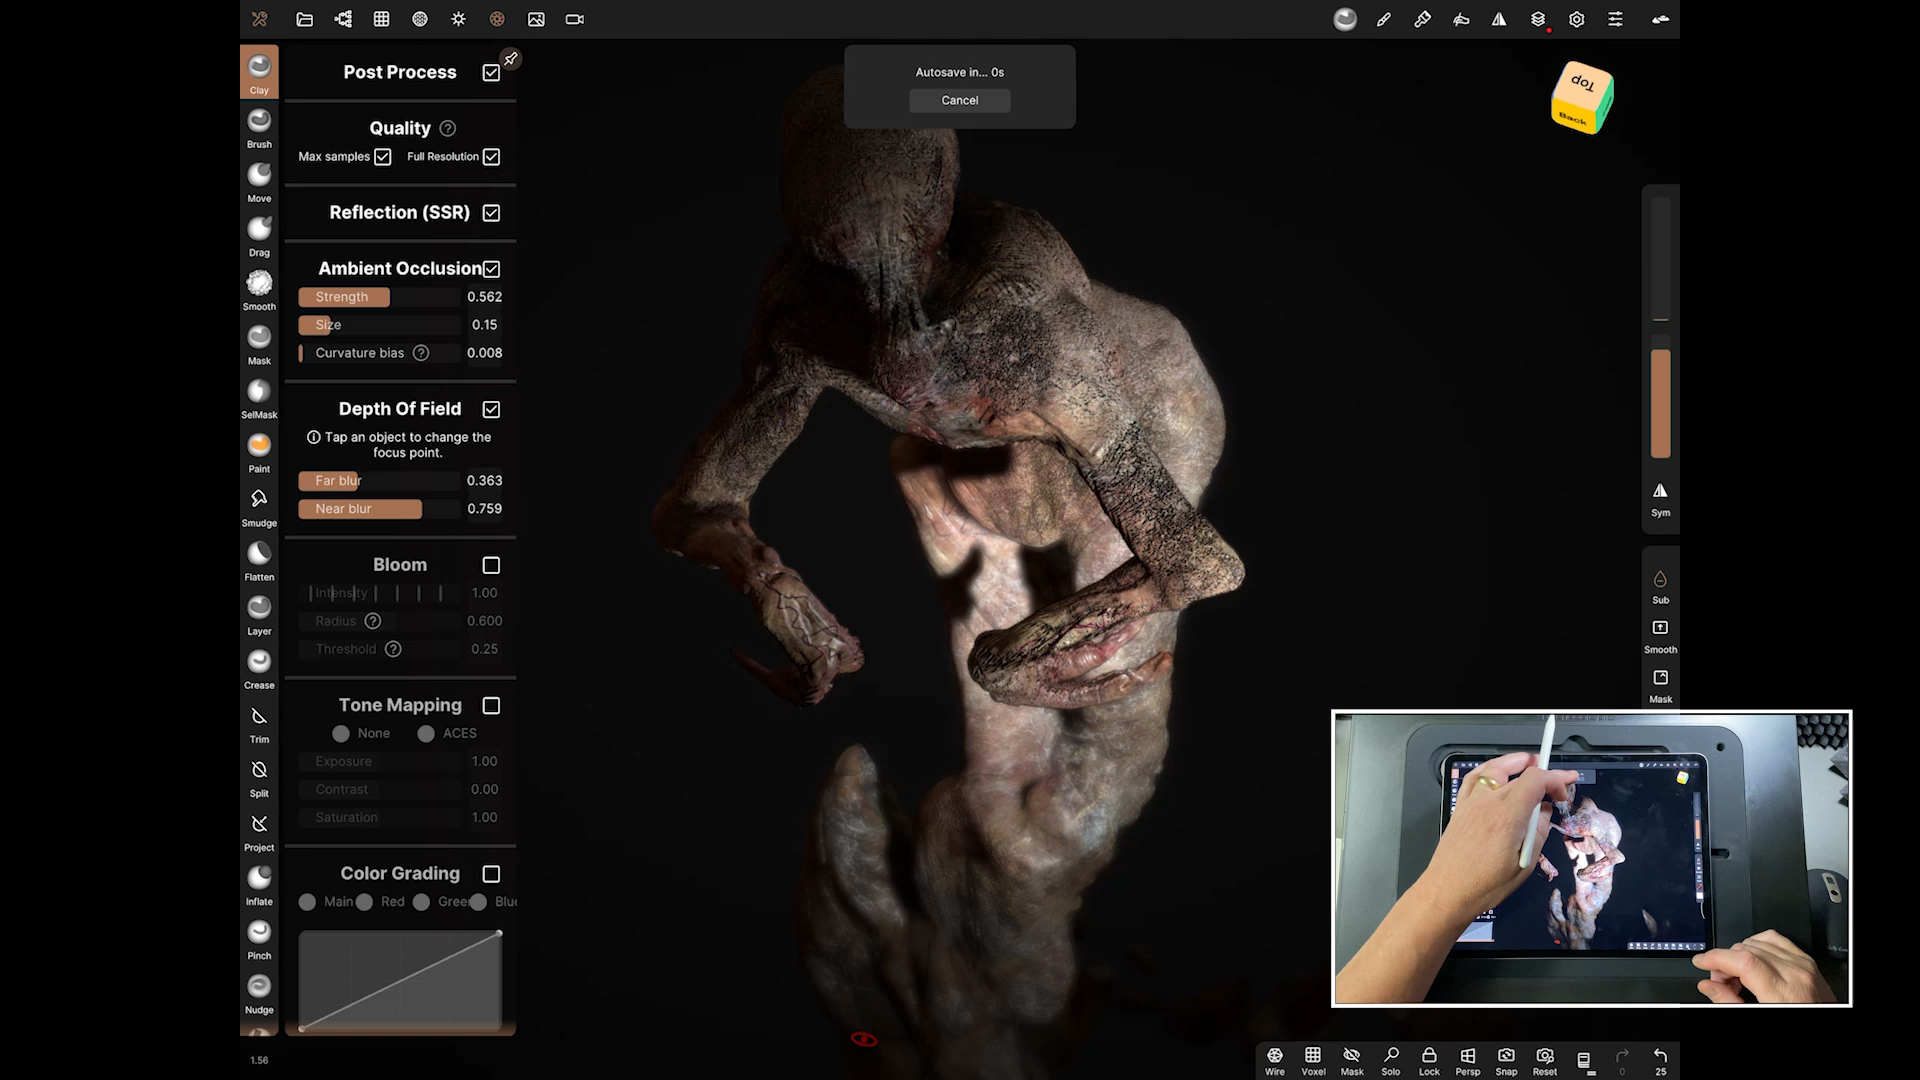 Autosave in... 0s
Cancel
Top
Back
Clay
Brush
Move
Drag
Smooth
Mask
SelMask
Paint
Smudge
Flatten
Layer
Crease
Trim
Split
Project
Inflate
Pinch
Nudge
1.56
Post Process
Quality ?
Max samples Full Resolution
Reflection (SSR)
Ambient Occlusion
Strength 0.562
Size 0.15
Curvature bias ? 0.008
Depth Of Field
Tap an object to change the
focus point.
Far blur 0.363
Near blur 0.759
Bloom
Intensity 1.00
Radius ? 0.600
Threshold ? 0.25
Tone Mapping
None ACES
Exposure 1.00
Contrast 0.00
Saturation 1.00
Color Grading
Main Red Green Blue
Sym
Sub
Smooth
Mask
Wire Voxel Mask Solo Lock Persp Snap Reset 0 25